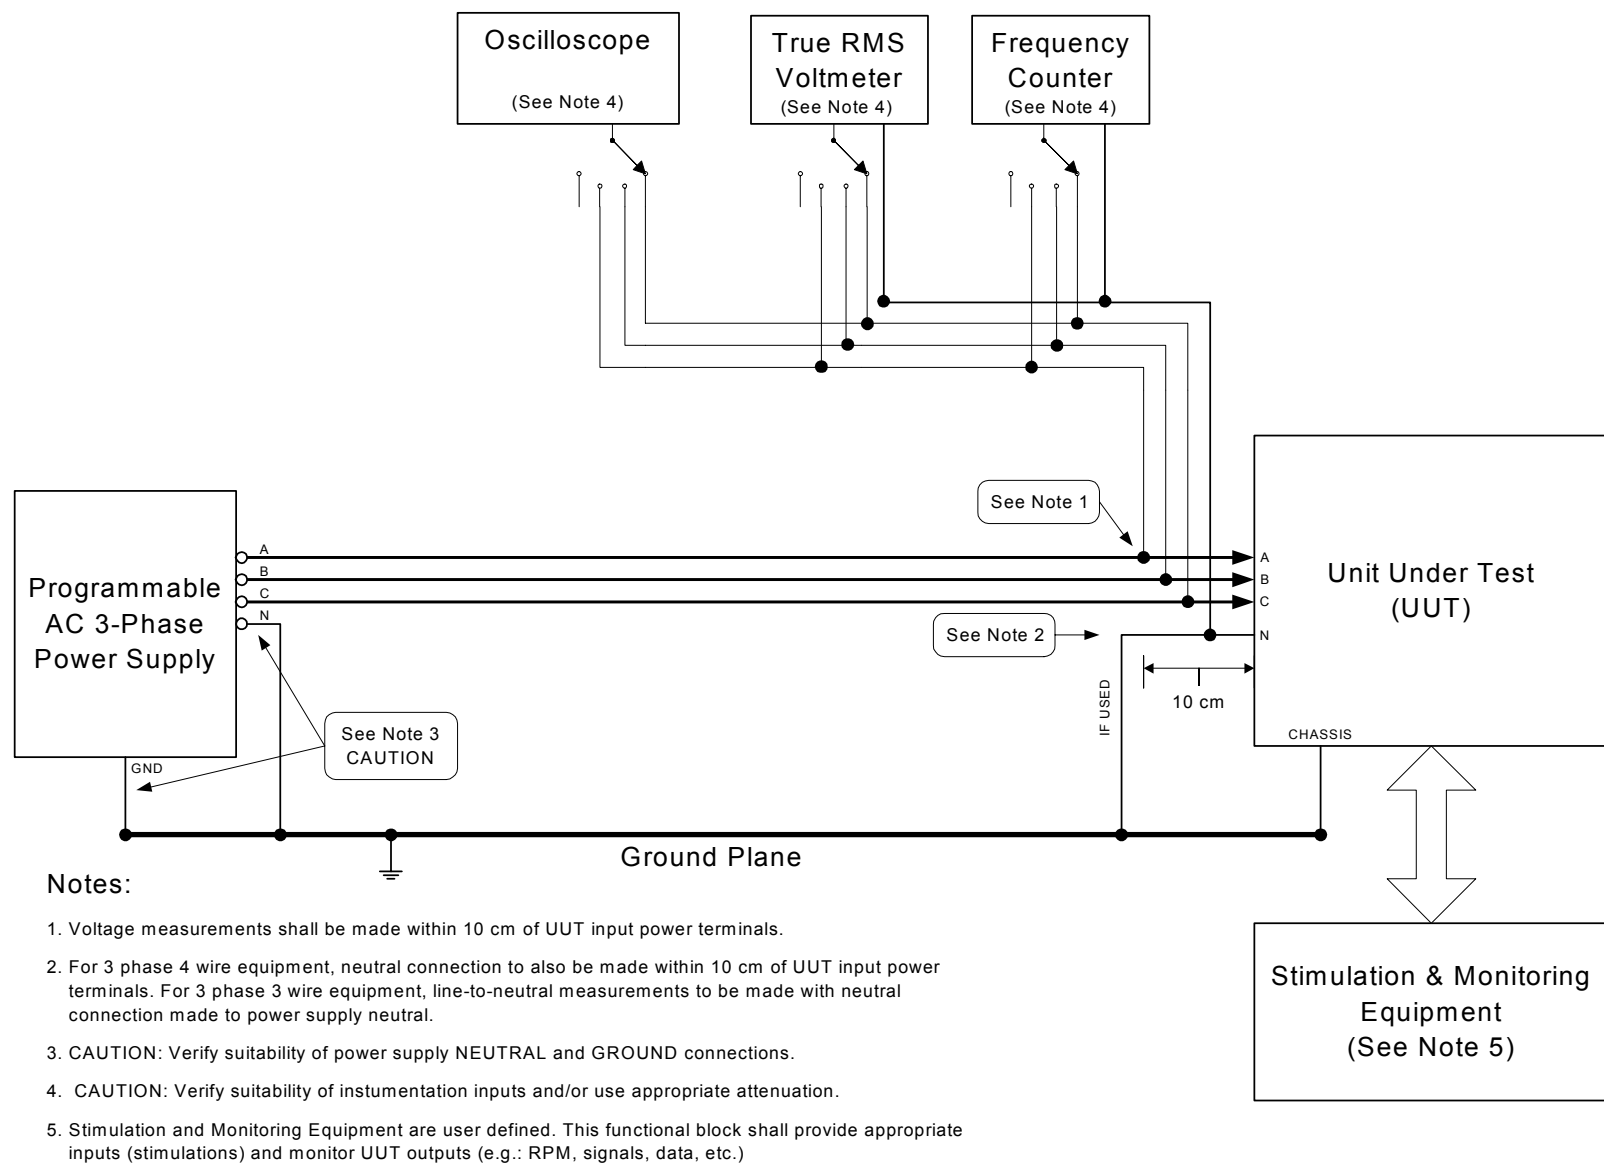 Oscilloscope
(See Note 4)
True RMS
Voltmeter
(See Note 4)
Frequency
Counter
(See Note 4)
See Note 1
Programmable
AC 3-Phase
Power Supply
A
B
C
N
GND
See Note 2
See Note 3
CAUTION
IF USED
10 cm
A
B
C
N
Unit Under Test
(UUT)
CHASSIS
Ground Plane
Stimulation & Monitoring
Equipment
(See Note 5)
Notes:
1. Voltage measurements shall be made within 10 cm of UUT input power terminals.
2. For 3 phase 4 wire equipment, neutral connection to also be made within 10 cm of UUT input power
terminals. For 3 phase 3 wire equipment, line-to-neutral measurements to be made with neutral
connection made to power supply neutral.
3. CAUTION: Verify suitability of power supply NEUTRAL and GROUND connections.
4. CAUTION: Verify suitability of instumentation inputs and/or use appropriate attenuation.
5. Stimulation and Monitoring Equipment are user defined. This functional block shall provide appropriate
inputs (stimulations) and monitor UUT outputs (e.g.: RPM, signals, data, etc.)